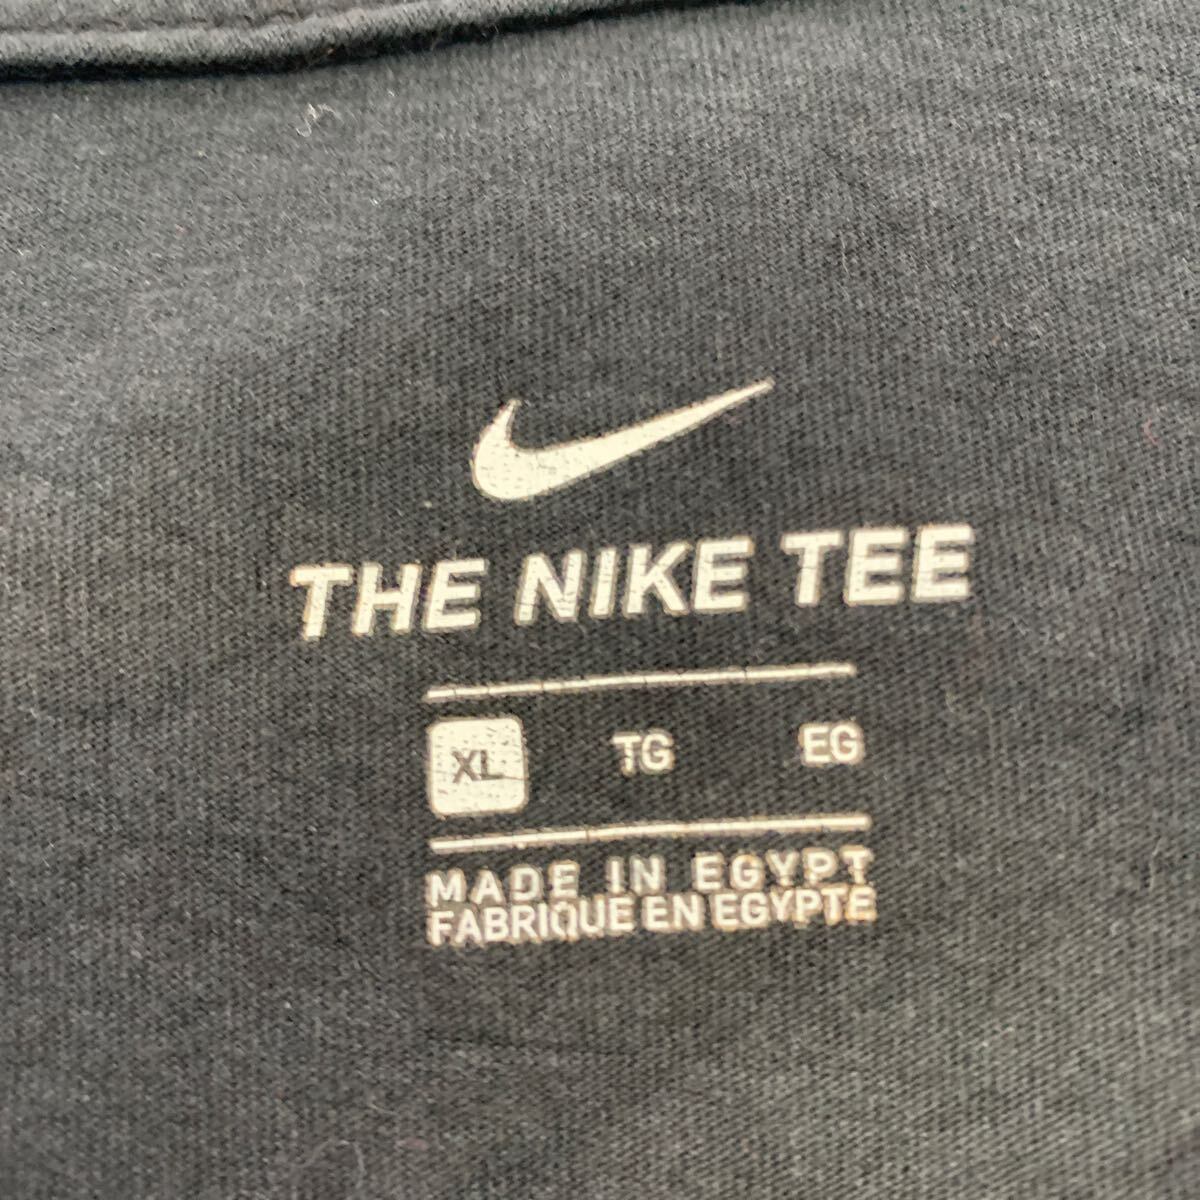 THE NIKE TEE
XL TG EG
MADE IN EGYPT
FABRIQUE EN EGYPTE